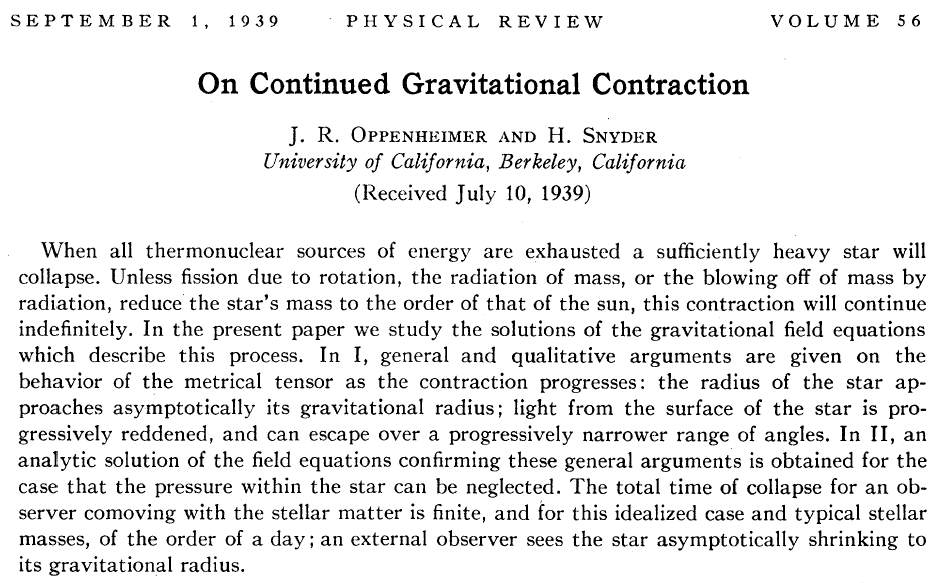 SEPTEMBER 1, 1939 PHYSICAL REVIEW VOLUME 56
On Continued Gravitational Contraction
J. R. OPPENHEIMER AND H. SNYDER
University of California, Berkeley, California
(Received July 10, 1939)
When all thermonuclear sources of energy are exhausted a sufficiently heavy star will
collapse. Unless fission due to rotation, the radiation of mass, or the blowing off of mass by
radiation, reduce the star's mass to the order of that of the sun, this contraction will continue
indefinitely. In the present paper we study the solutions of the gravitational field equations
which describe this process. In I, general and qualitative arguments are given on the
behavior of the metrical tensor as the contraction progresses: the radius of the star ap-
proaches asymptotically its gravitational radius; light from the surface of the star is pro-
gressively reddened, and can escape over a progressively narrower range of angles. In II, an
analytic solution of the field equations confirming these general arguments is obtained for the
case that the pressure within the star can be neglected. The total time of collapse for an ob-
server comoving with the stellar matter is finite, and for this idealized case and typical stellar
masses, of the order of a day; an external observer sees the star asymptotically shrinking to
its gravitational radius.